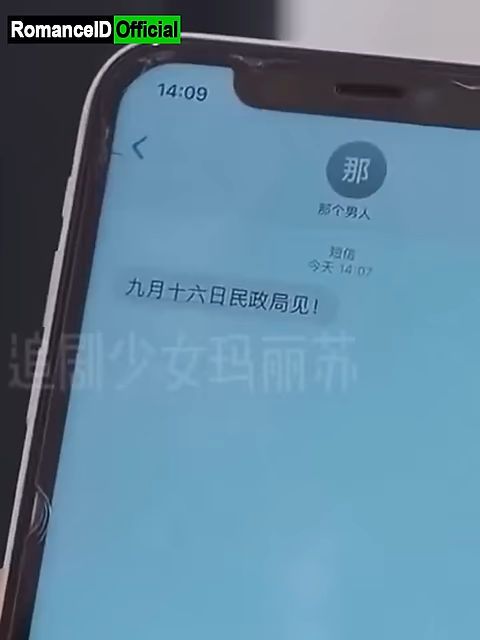 RomanceID Official
14:09
那
那个男人
短信
今天 14:07
九月十六日民政局见！
追剧少女玛丽苏